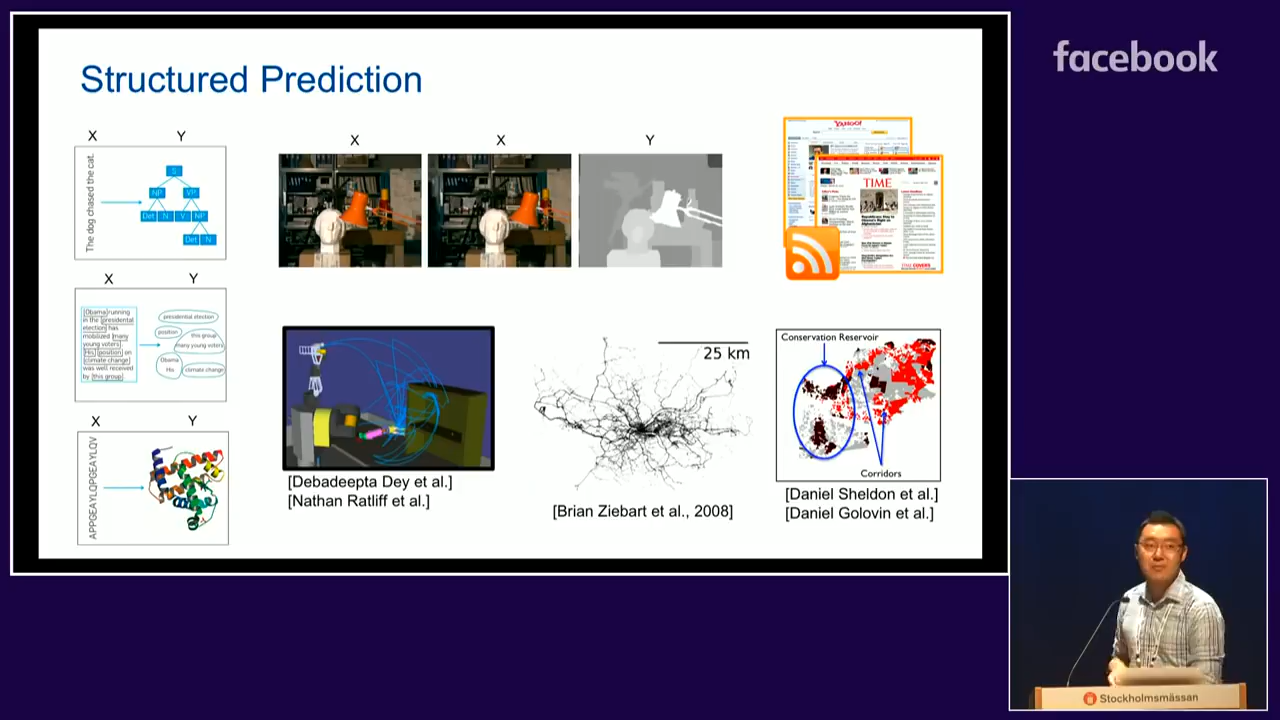 facebook
Structured Prediction
X
Y
The dog chased the cat.
S
NP
VP
Det
N
V
NP
Det
N
X
X
Y
YAHOO!
TIME
X
Y
Obama running
in the presidential
election has
mobilized many
young voters.
His position on
climate change
was well received
by this group.
presidential election
position
this group
many young voters
Obama
His
climate change
25 km
Conservation Reservoir
Corridors
X
Y
APPGEAYLQPGEAYLQV
[Debadeepta Dey et al.]
[Nathan Ratliff et al.]
[Brian Ziebart et al., 2008]
[Daniel Sheldon et al.]
[Daniel Golovin et al.]
Stockholmsmässan